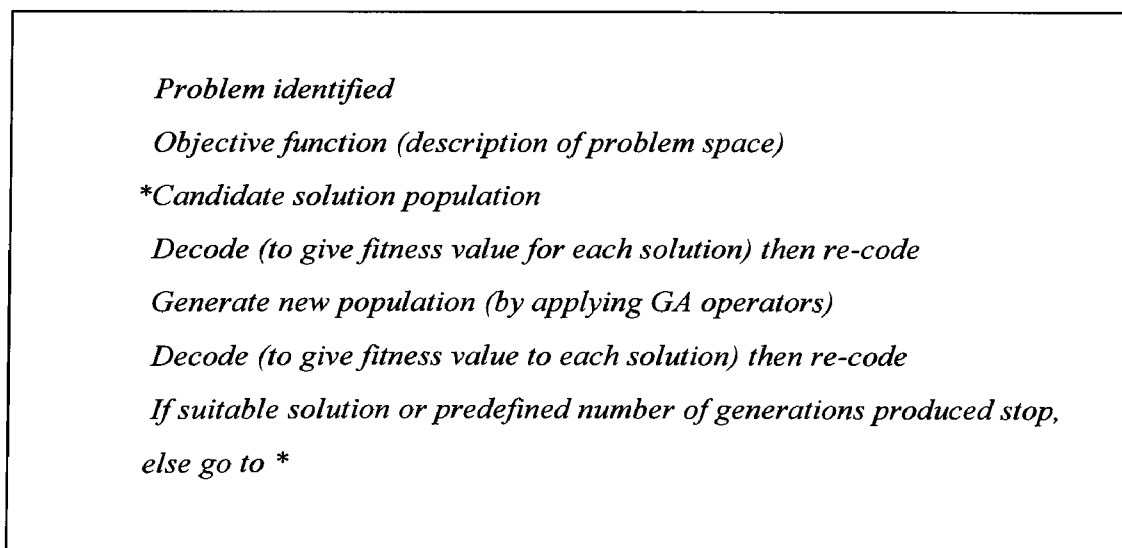 Problem identified
Objective function (description of problem space)
*Candidate solution population
Decode (to give fitness value for each solution) then re-code
Generate new population (by applying GA operators)
Decode (to give fitness value to each solution) then re-code
If suitable solution or predefined number of generations produced stop,
else go to *